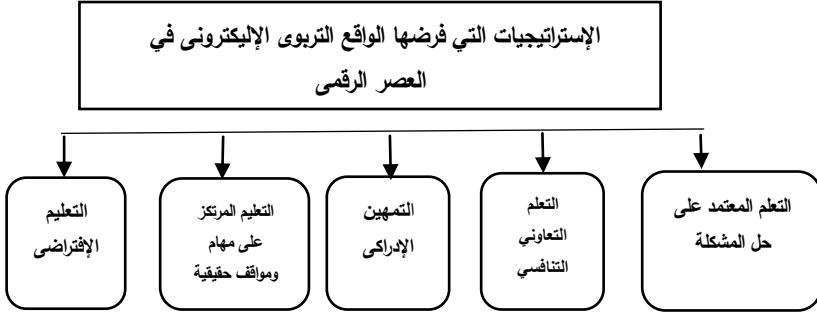 الإستراتيجيات التي فرضها الواقع التربوى الإليكترونى في
العصر الرقمى
التعلم المعتمد على
حل المشكلة
التعلم
التعاوني
التنافسي
التمهين
الإدراكى
التعليم المرتكز
على مهام
ومواقف حقيقية
التعليم
الإفتراضى